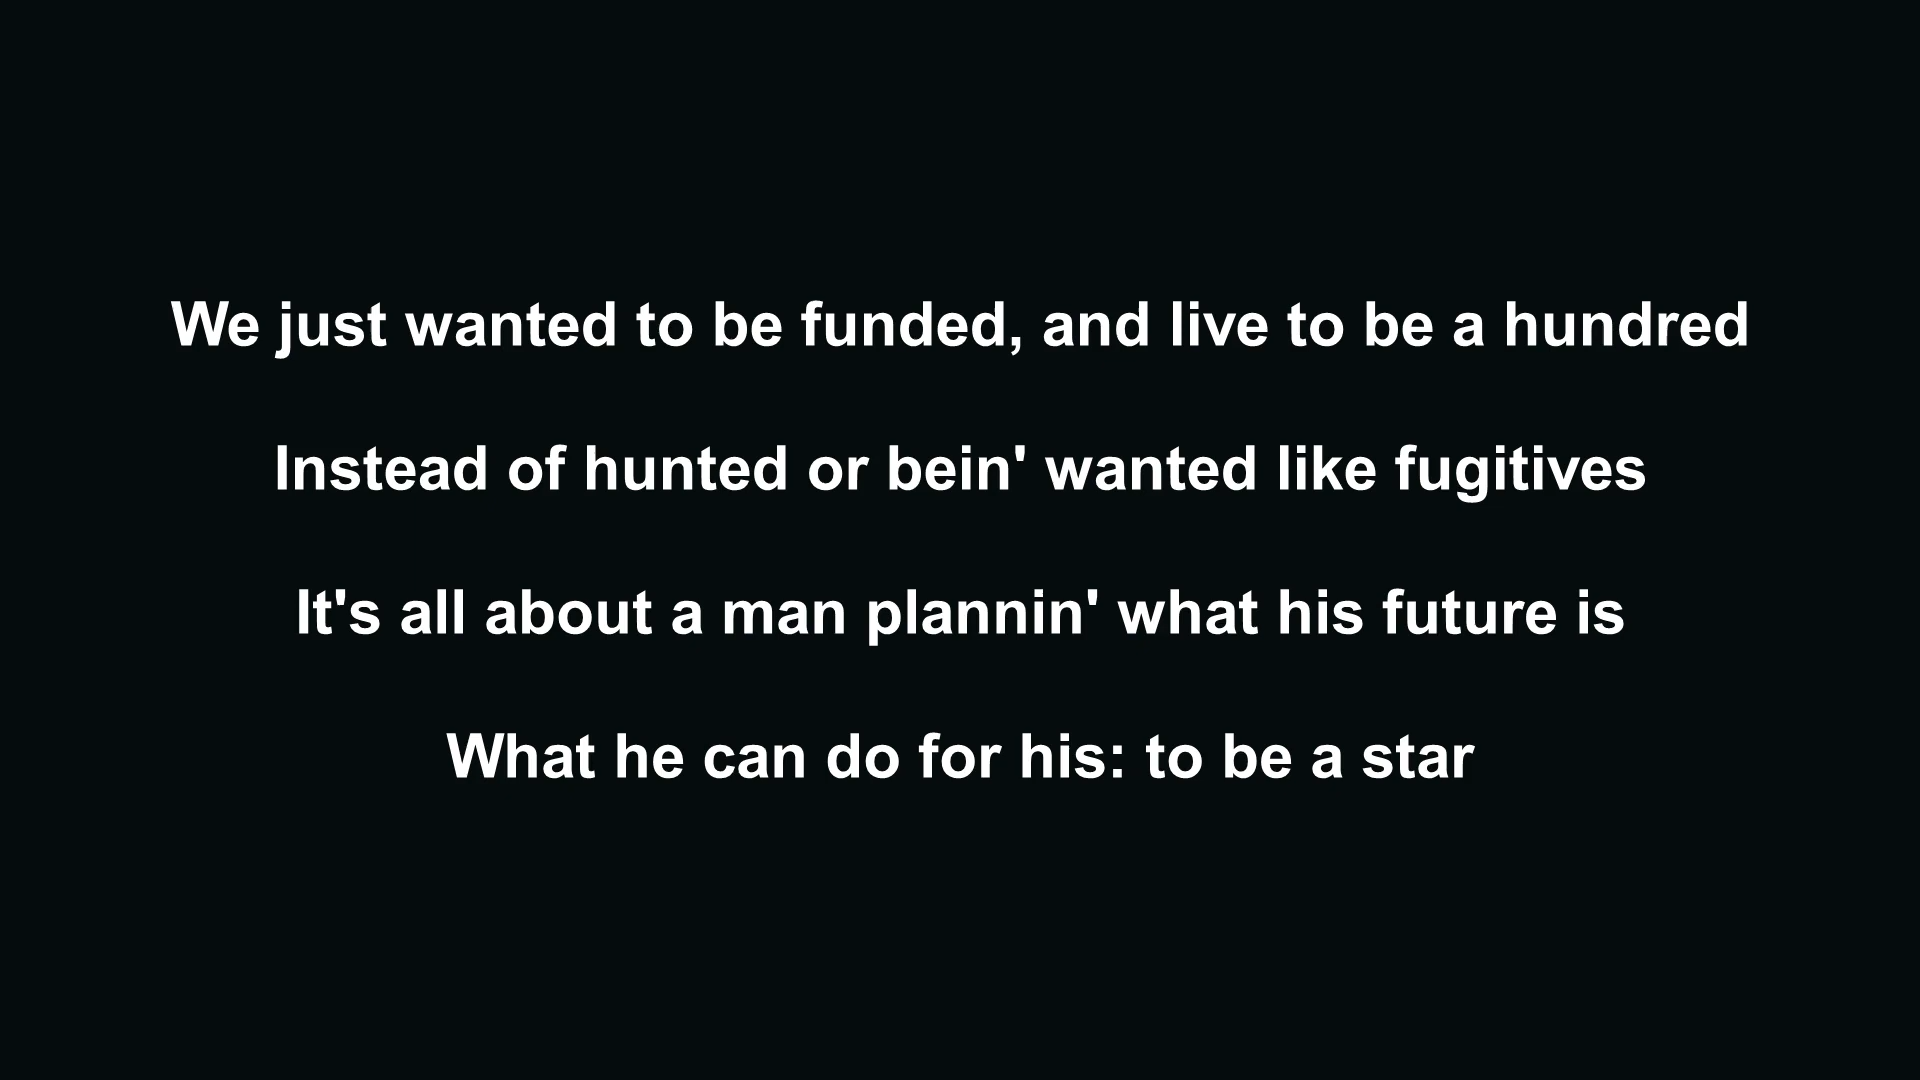 We just wanted to be funded, and live to be a hundred
Instead of hunted or bein' wanted like fugitives
It's all about a man plannin' what his future is
What he can do for his: to be a star